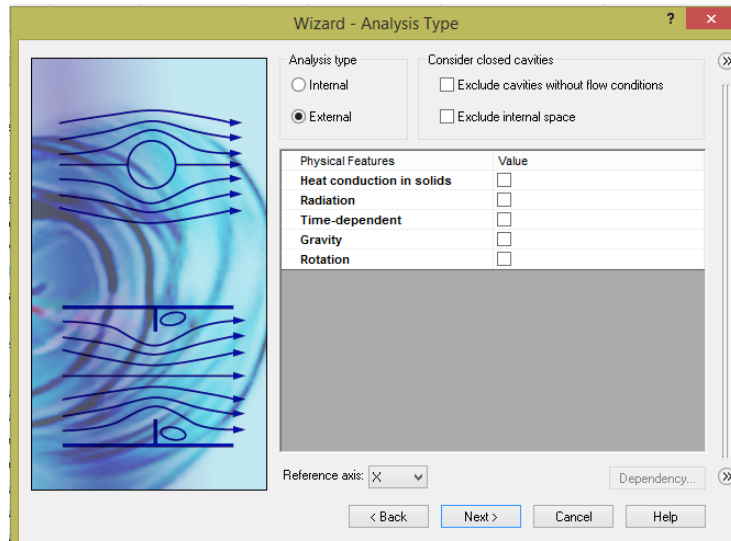 Wizard - Analysis Type
?
Analysis type
Consider closed cavities
Internal
Exclude cavities without flow conditions
External
Exclude internal space
Physical Features Value
Heat conduction in solids
Radiation
Time-dependent
Gravity
Rotation
Reference axis: X
Dependency...
< Back Next > Cancel Help